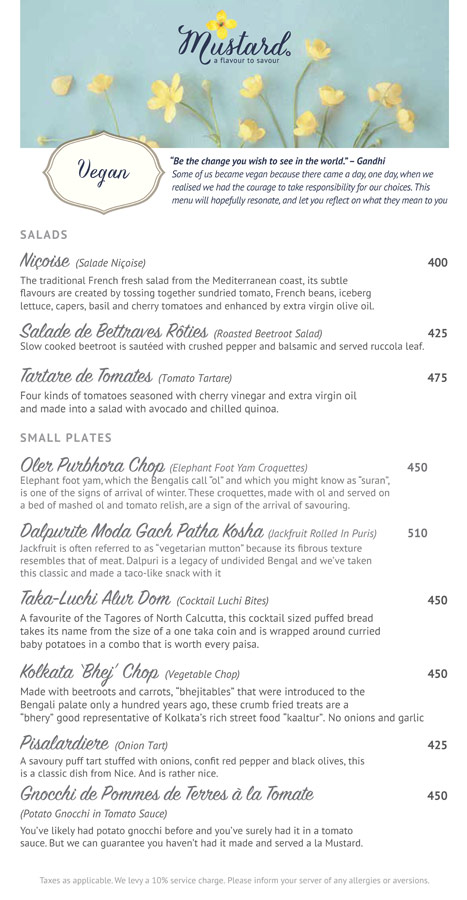 Mustard
a flavour to savour
Vegan
"Be the change you wish to see in the world." – Gandhi
Some of us became vegan because there came a day, one day, when we
realised we had the courage to take responsibility for our choices. This
menu will hopefully resonate, and let you reflect on what they mean to you
SALADS
Niçoise (Salade Niçoise) 400
The traditional French fresh salad from the Mediterranean coast, its subtle
flavours are created by tossing together sundried tomato, French beans, iceberg
lettuce, capers, basil and cherry tomatoes and enhanced by extra virgin olive oil.
Salade de Bettraves Rôties (Roasted Beetroot Salad) 425
Slow cooked beetroot is sautéed with crushed pepper and balsamic and served ruccola leaf.
Tartare de Tomates (Tomato Tartare) 475
Four kinds of tomatoes seasoned with cherry vinegar and extra virgin oil
and made into a salad with avocado and chilled quinoa.
SMALL PLATES
Oler Purbhora Chop (Elephant Foot Yam Croquettes) 450
Elephant foot yam, which the Bengalis call "ol" and which you might know as "suran",
is one of the signs of arrival of winter. These croquettes, made with ol and served on
a bed of mashed ol and tomato relish, are a sign of the arrival of savouring.
Dalpurite Moda Gach Patha Kosha (Jackfruit Rolled In Puris) 510
Jackfruit is often referred to as "vegetarian mutton" because its fibrous texture
resembles that of meat. Dalpuri is a legacy of undivided Bengal and we've taken
this classic and made a taco-like snack with it
Taka-Luchi Alur Dom (Cocktail Luchi Bites) 450
A favourite of the Tagores of North Calcutta, this cocktail sized puffed bread
takes its name from the size of a one taka coin and is wrapped around curried
baby potatoes in a combo that is worth every paisa.
Kolkata 'Bhej' Chop (Vegetable Chop) 450
Made with beetroots and carrots, "bhejitables" that were introduced to the
Bengali palate only a hundred years ago, these crumb fried treats are a
"bhery" good representative of Kolkata's rich street food "kaaltur". No onions and garlic
Pisalardiere (Onion Tart) 425
A savoury puff tart stuffed with onions, confit red pepper and black olives, this
is a classic dish from Nice. And is rather nice.
Gnocchi de Pommes de Terres à la Tomate 450
(Potato Gnocchi in Tomato Sauce)
You've likely had potato gnocchi before and you've surely had it in a tomato
sauce. But we can guarantee you haven't had it made and served a la Mustard.
Taxes as applicable. We levy a 10% service charge. Please inform your server of any allergies or aversions.